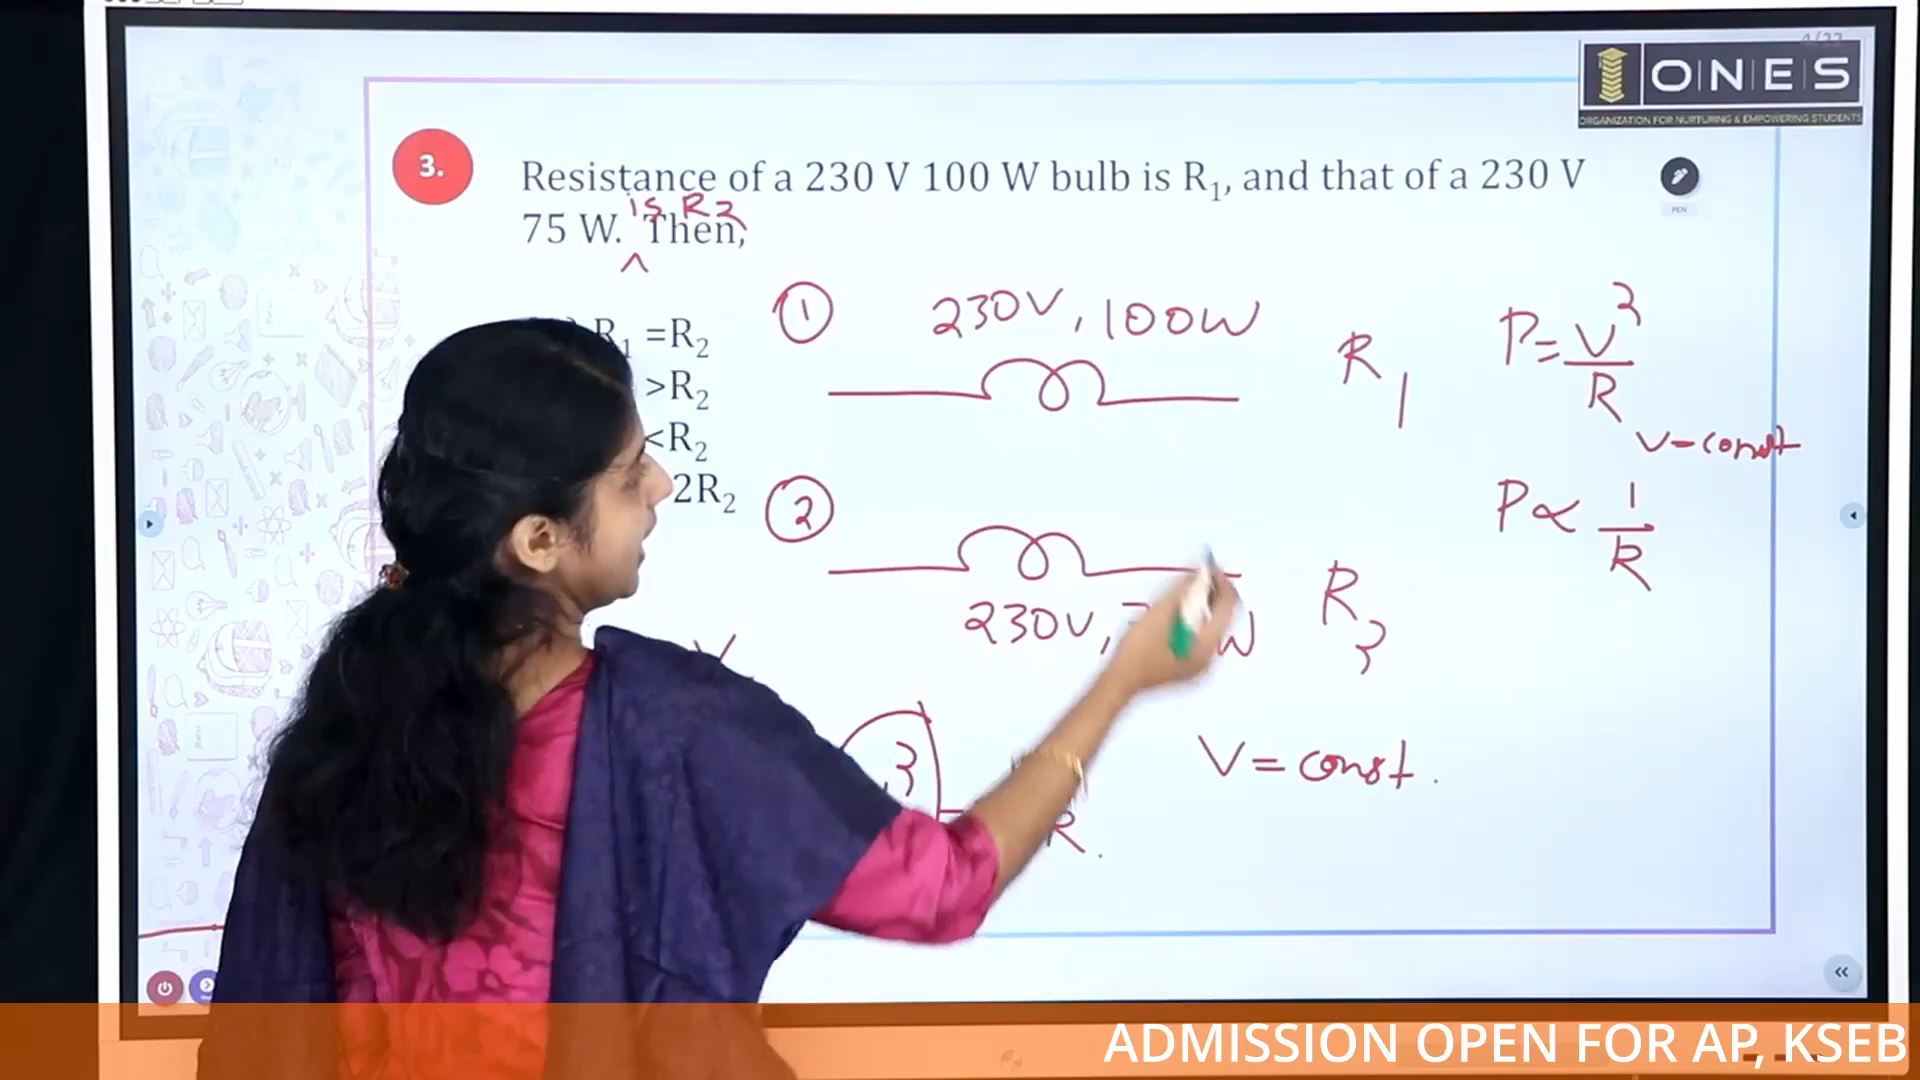 ONES
ORGANIZATION FOR NURTURING & EMPOWERING STUDENTS
3.
Resistance of a 230 V 100 W bulb is R₁, and that of a 230 V
is R2
75 W. Then,
PEN
① 230V, 100W
R₁ =R₂
>R₂
<R₂
2R₂
R₁
P = V²/R
V-const
P ∝ 1/R
②
230V, W
R
V = const.
R.
ADMISSION OPEN FOR AP, KSEB